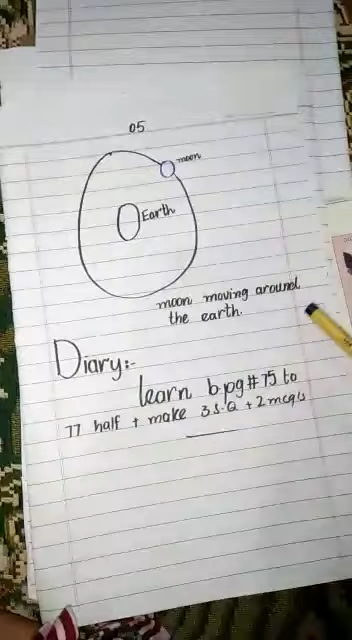 05
moon
Earth
moon moving around
the earth.
Diary:-
learn b.pg#75 to
77 half + make 3 S.Q + 2 mcq's